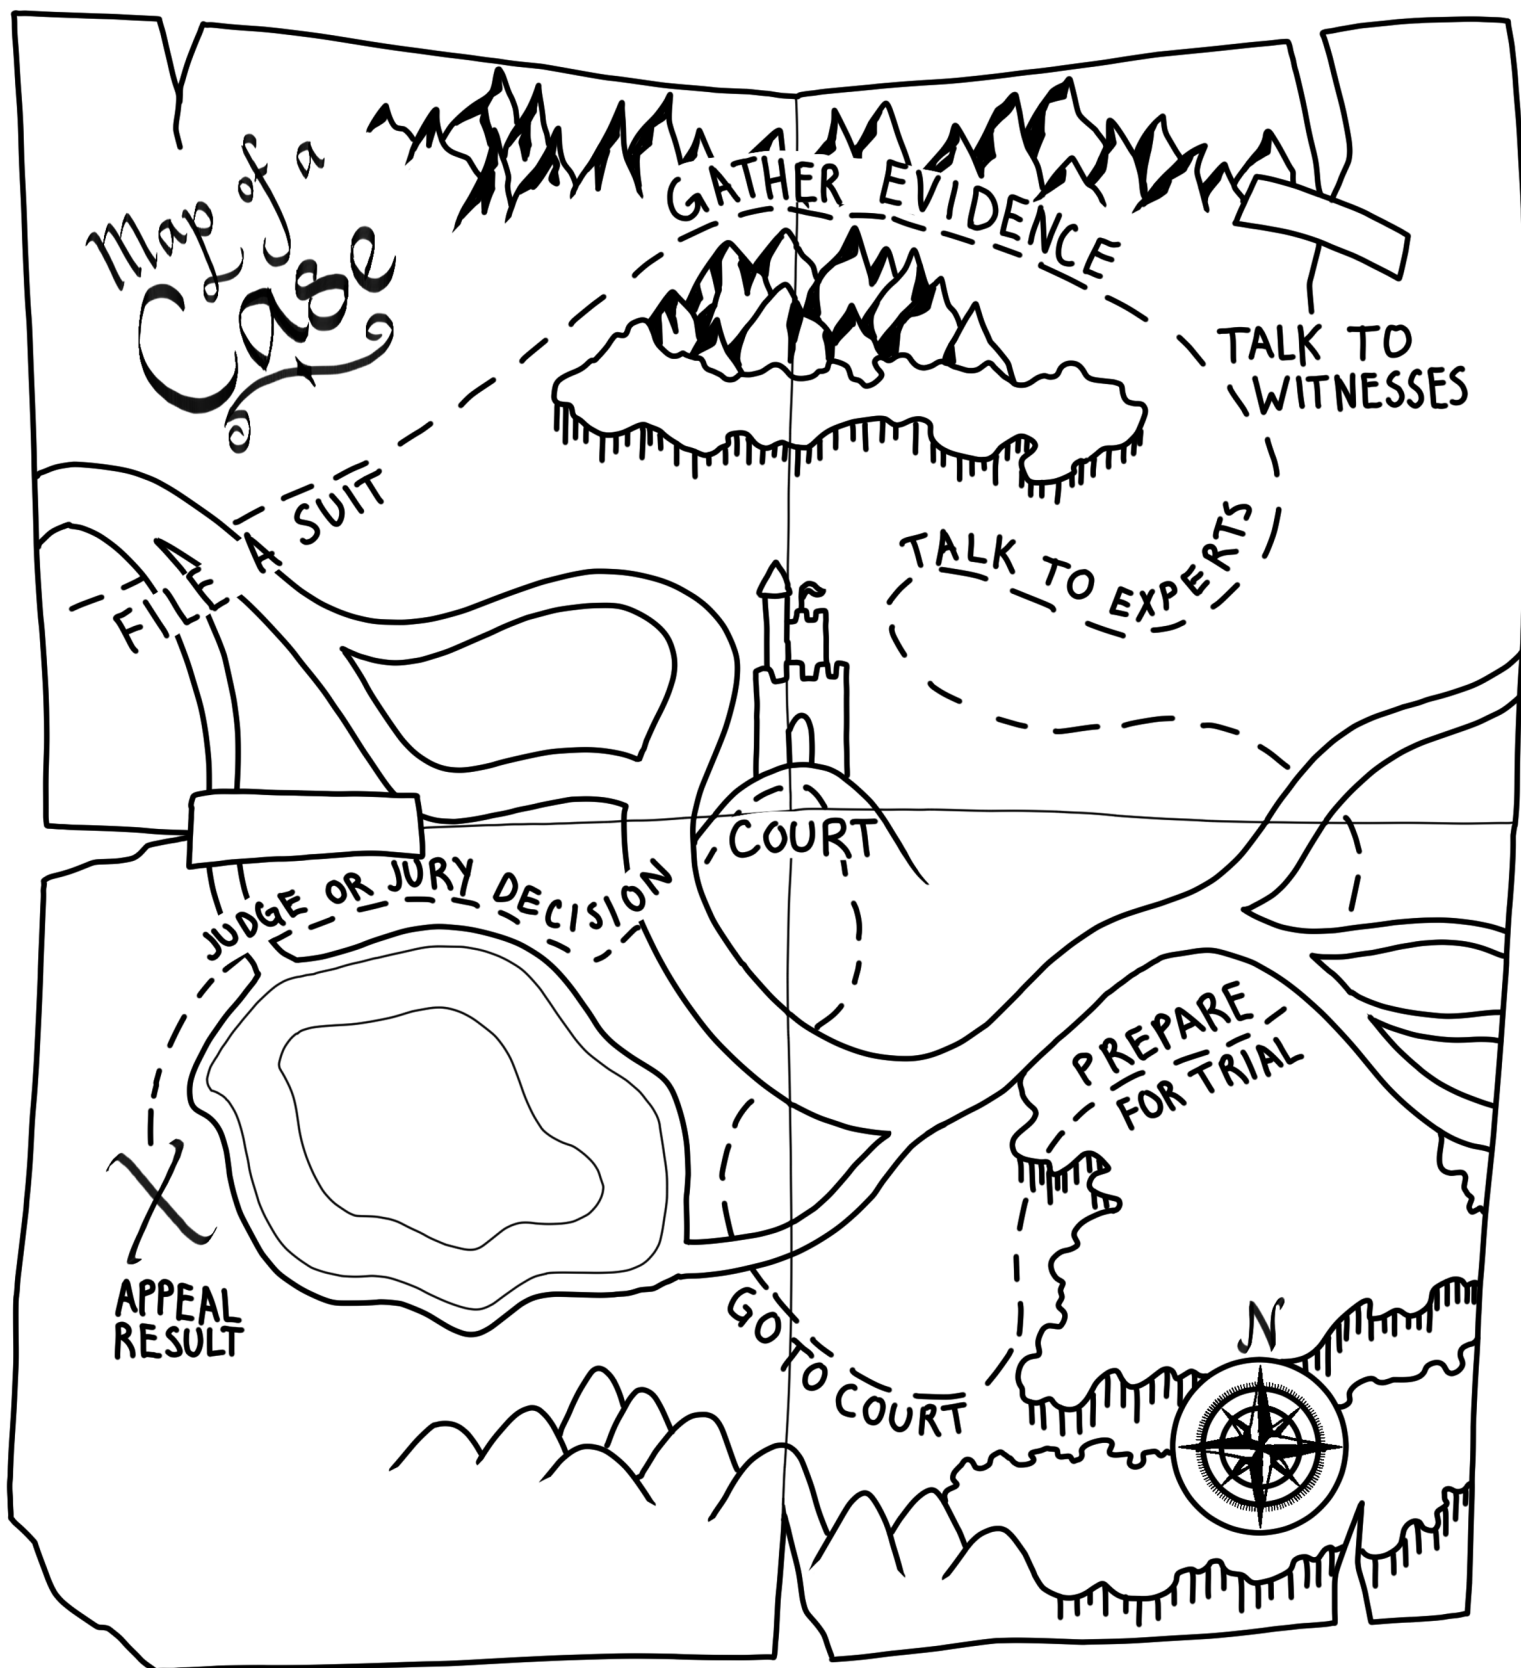 Map of a
Case
GATHER EVIDENCE
TALK TO
WITNESSES
FILE A SUIT
TALK TO EXPERTS
COURT
JUDGE OR JURY DECISION
PREPARE
FOR TRIAL
APPEAL
RESULT
GO TO COURT
N